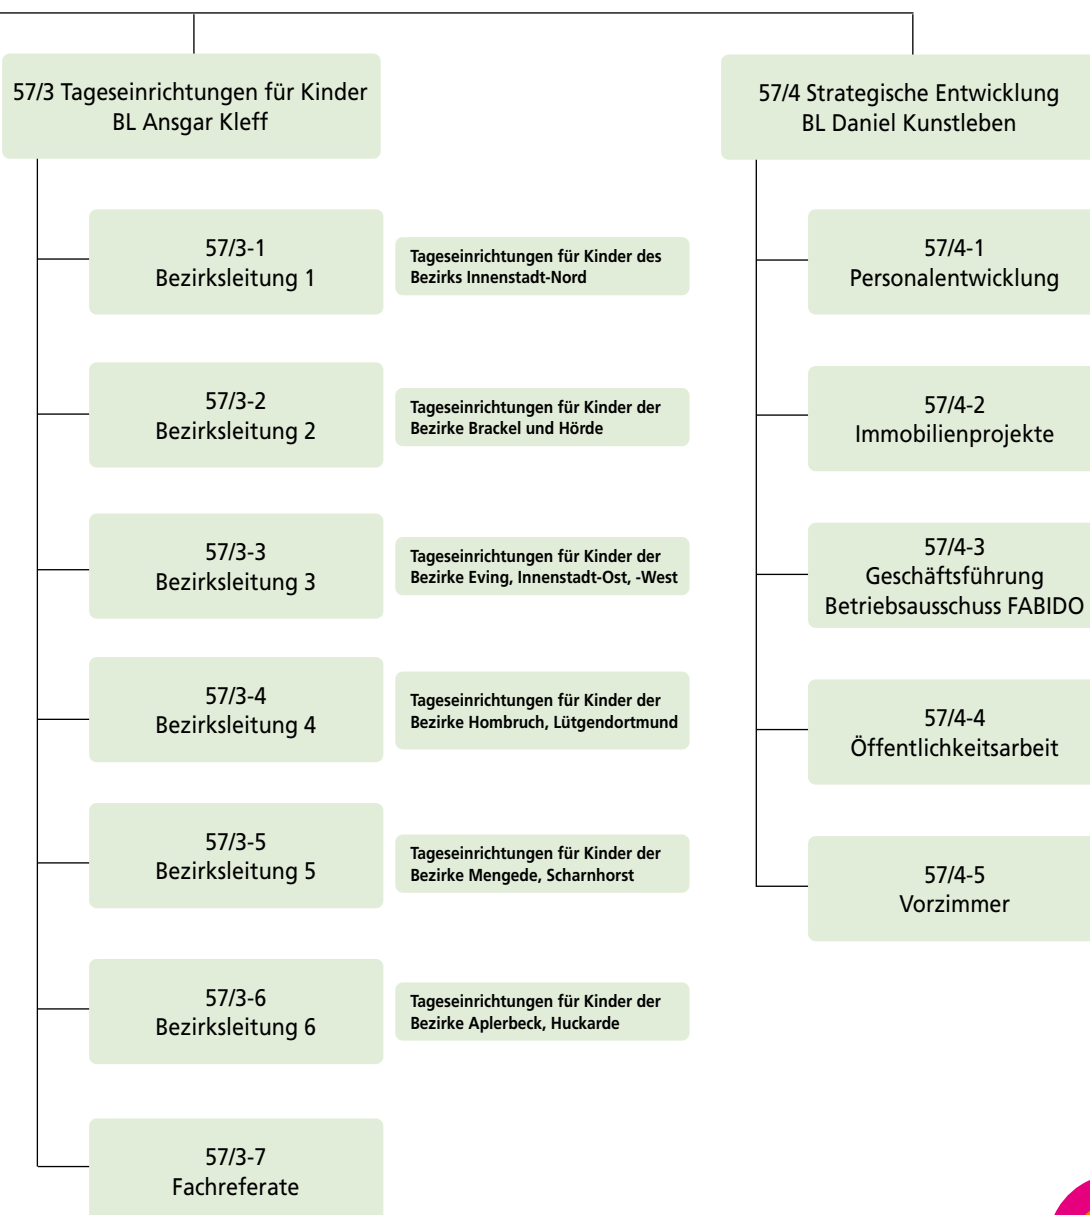 57/3 Tageseinrichtungen für Kinder
BL Ansgar Kleff
57/3-1
Bezirksleitung 1
Tageseinrichtungen für Kinder des
Bezirks Innenstadt-Nord
57/3-2
Bezirksleitung 2
Tageseinrichtungen für Kinder der
Bezirke Brackel und Hörde
57/3-3
Bezirksleitung 3
Tageseinrichtungen für Kinder der
Bezirke Eving, Innenstadt-Ost, -West
57/3-4
Bezirksleitung 4
Tageseinrichtungen für Kinder der
Bezirke Hombruch, Lütgendortmund
57/3-5
Bezirksleitung 5
Tageseinrichtungen für Kinder der
Bezirke Mengede, Scharnhorst
57/3-6
Bezirksleitung 6
Tageseinrichtungen für Kinder der
Bezirke Aplerbeck, Huckarde
57/3-7
Fachreferate
57/4 Strategische Entwicklung
BL Daniel Kunstleben
57/4-1
Personalentwicklung
57/4-2
Immobilienprojekte
57/4-3
Geschäftsführung
Betriebsausschuss FABIDO
57/4-4
Öffentlichkeitsarbeit
57/4-5
Vorzimmer